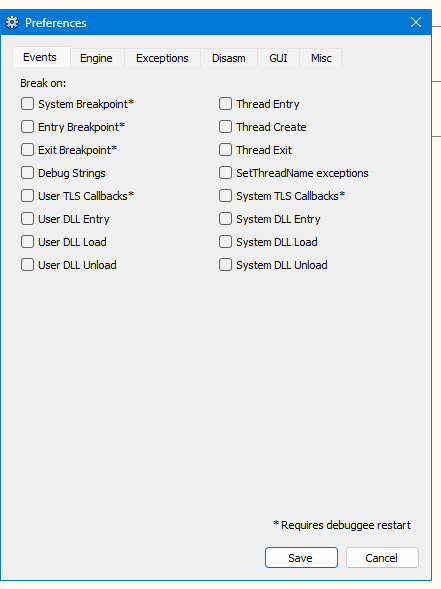 Preferences
Events Engine Exceptions Disasm GUI Misc
Break on:
System Breakpoint* Thread Entry
Entry Breakpoint* Thread Create
Exit Breakpoint* Thread Exit
Debug Strings SetThreadName exceptions
User TLS Callbacks* System TLS Callbacks*
User DLL Entry System DLL Entry
User DLL Load System DLL Load
User DLL Unload System DLL Unload
* Requires debuggee restart
Save Cancel